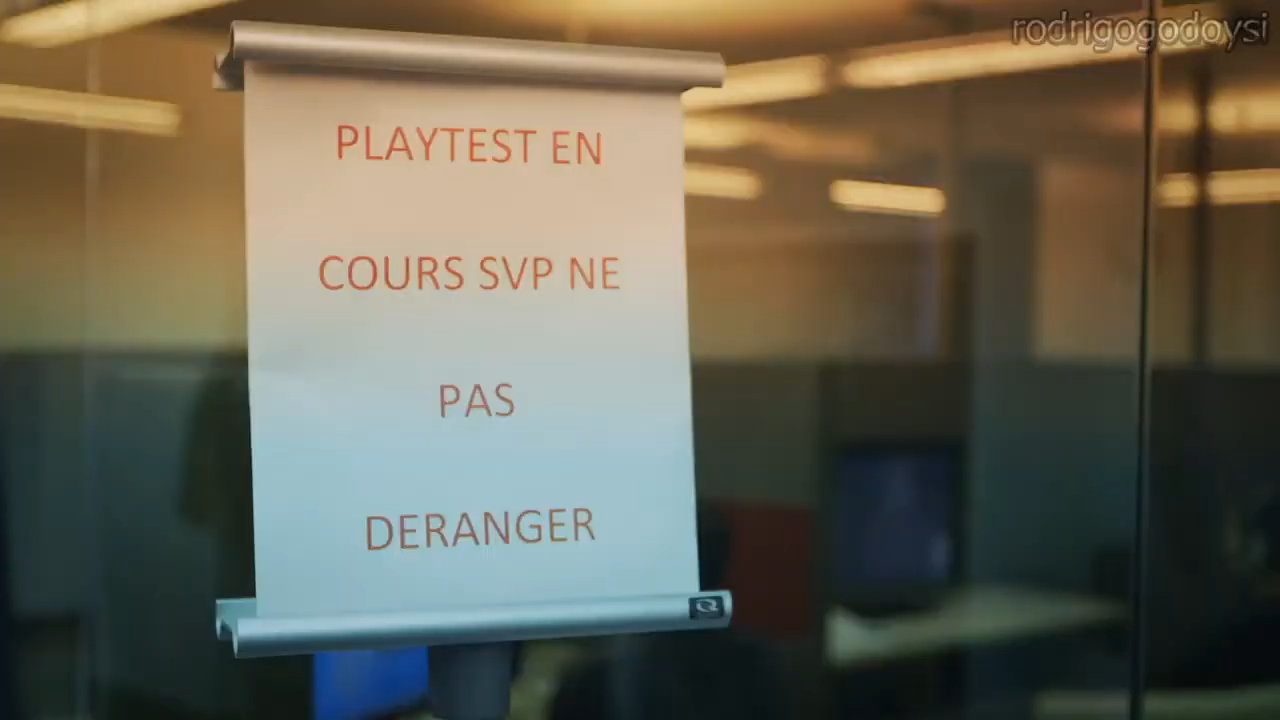 rodrigogodoysi
PLAYTEST EN
COURS SVP NE
PAS
DERANGER